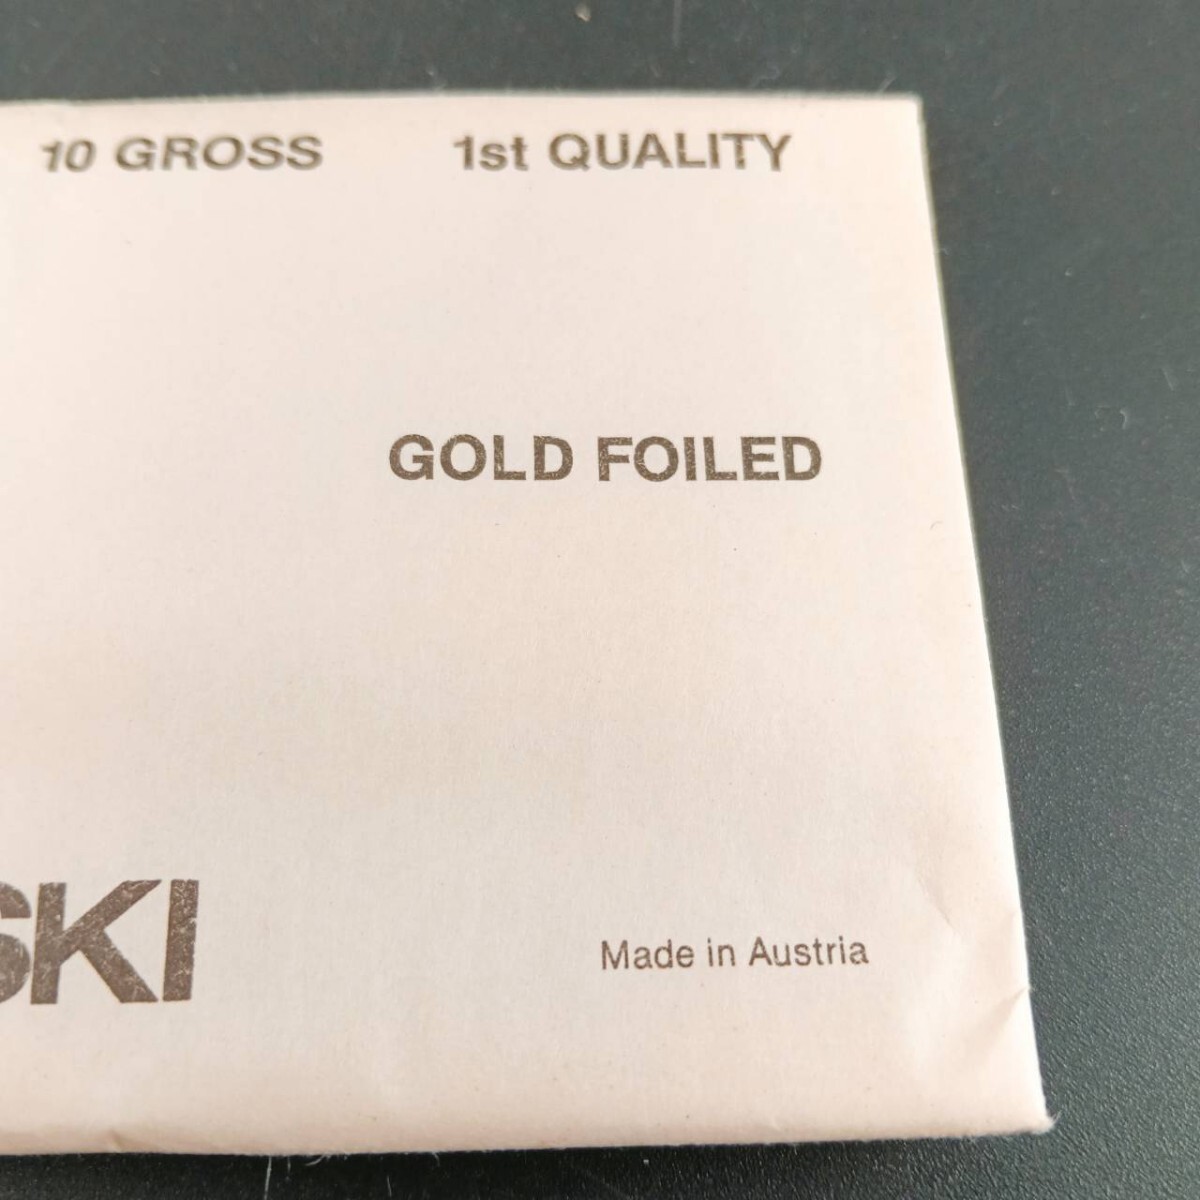 10 GROSS 1st QUALITY
GOLD FOILED
SKI
Made in Austria